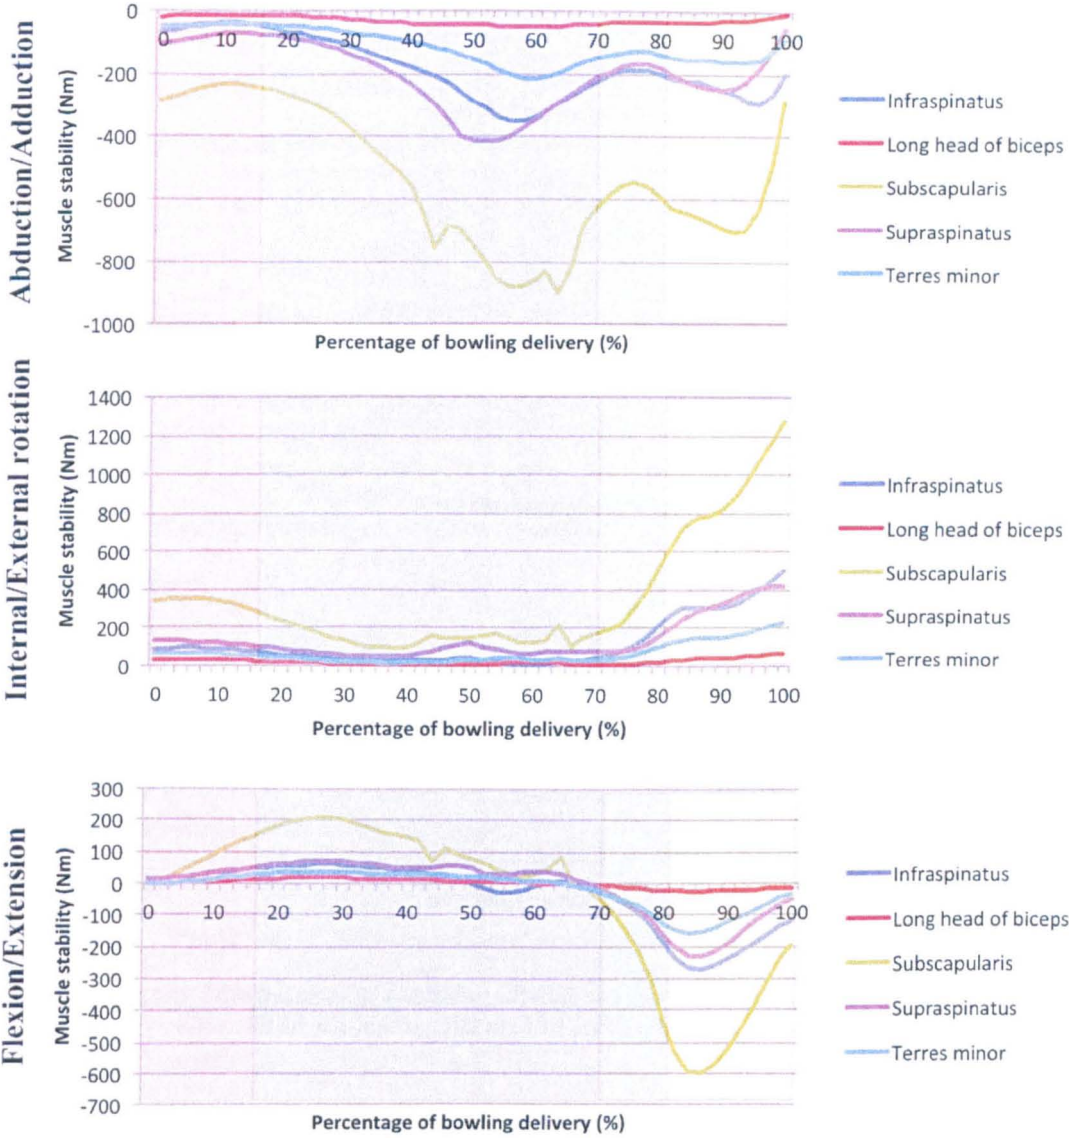 Abduction/Adduction
Muscle stability (Nm)
0
-200
-400
-600
-800
-1000
0 10 20 30 40 50 60 70 80 90 100
Percentage of bowling delivery (%)
Infraspinatus
Long head of biceps
Subscapularis
Supraspinatus
Terres minor
Internal/External rotation
Muscle stability (Nm)
1400
1200
1000
800
600
400
200
0
0 10 20 30 40 50 60 70 80 90 100
Percentage of bowling delivery (%)
Infraspinatus
Long head of biceps
Subscapularis
Supraspinatus
Terres minor
Flexion/Extension
Muscle stability (Nm)
300
200
100
0
-100
-200
-300
-400
-500
-600
-700
0 10 20 30 40 50 60 70 80 90 100
Percentage of bowling delivery (%)
Infraspinatus
Long head of biceps
Subscapularis
Supraspinatus
Terres minor